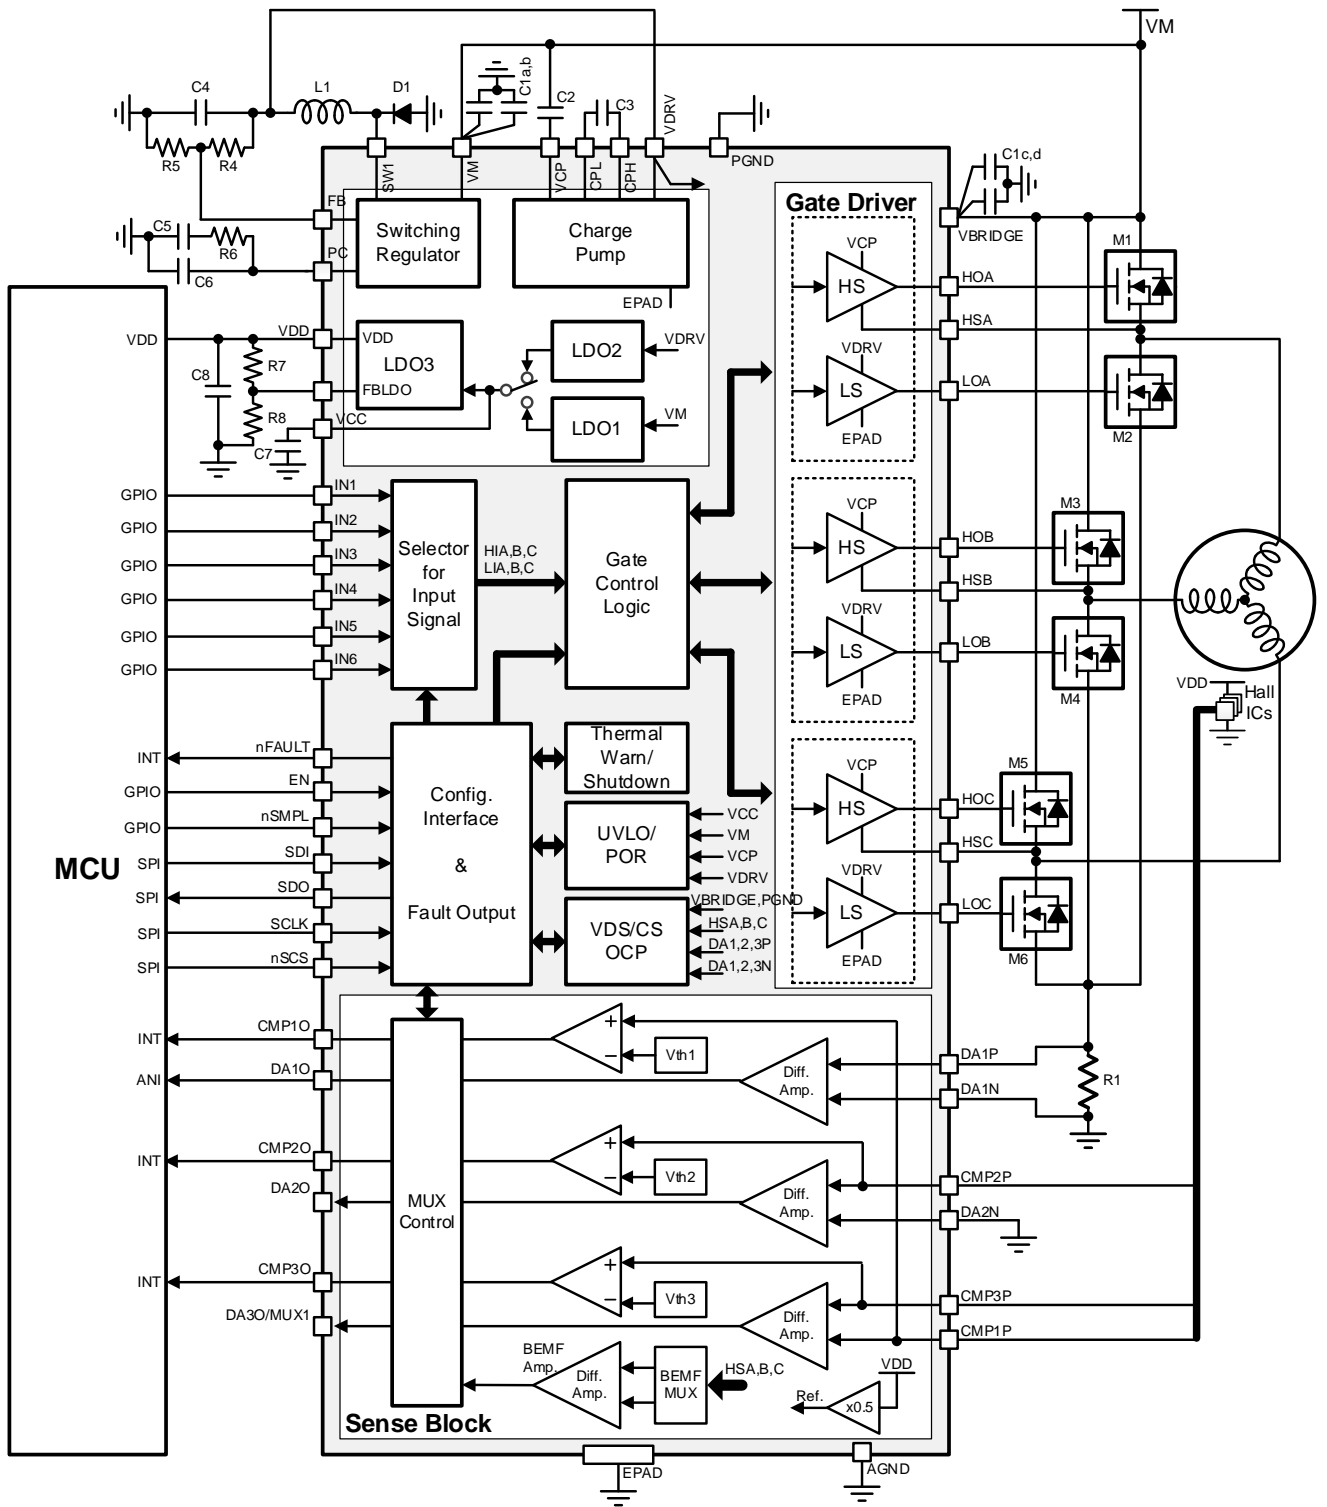 VM
C4
L1
D1
C1a,b
C2
C3
VDRV
R5
R4
PGND
C1c,d
SW1
VM
VCP
CPL
CPH
FB
Gate Driver
VBRIDGE
Switching
Regulator
Charge
Pump
EPAD
C5
R6
C6
PC
VCP
HS
HOA
M1
HSA
VDD
VDD
VDD
LDO3
FBLDO
LDO2
VDRV
LDO1
VM
R7
C8
R8
VCC
C7
VDRV
LS
EPAD
LOA
M2
GPIO
IN1
GPIO
IN2
GPIO
IN3
GPIO
IN4
GPIO
IN5
GPIO
IN6
Selector
for
Input
Signal
HIA,B,C
LIA,B,C
Gate
Control
Logic
VCP
HS
HOB
M3
HSB
VDRV
LS
EPAD
LOB
M4
VDD
Hall
ICs
MCU
INT
nFAULT
GPIO
EN
GPIO
nSMPL
SPI
SDI
SPI
SDO
SPI
SCLK
SPI
nSCS
Config.
Interface
&
Fault Output
Thermal
Warn/
Shutdown
UVLO/
POR
VCC
VM
VCP
VDRV
VDS/CS
OCP
VBRIDGE,PGND
HSA,B,C
DA1,2,3P
DA1,2,3N
VCP
HS
HOC
M5
HSC
VDRV
LS
EPAD
LOC
M6
INT
CMP1O
ANI
DA1O
+
−
Vth1
Diff.
Amp.
DA1P
DA1N
R1
INT
CMP2O
DA2O
MUX
Control
+
−
Vth2
Diff.
Amp.
CMP2P
DA2N
INT
CMP3O
DA3O/MUX1
+
−
Vth3
Diff.
Amp.
CMP3P
CMP1P
BEMF
Amp.
Diff.
Amp.
BEMF
MUX
HSA,B,C
VDD
Ref.
x0.5
Sense Block
EPAD
AGND